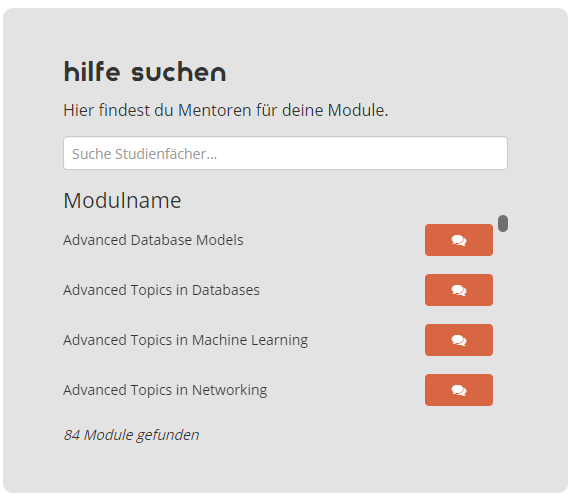 hilfe suchen
Hier findest du Mentoren für deine Module.
Suche Studienfächer...
Modulname
Advanced Database Models
Advanced Topics in Databases
Advanced Topics in Machine Learning
Advanced Topics in Networking
84 Module gefunden